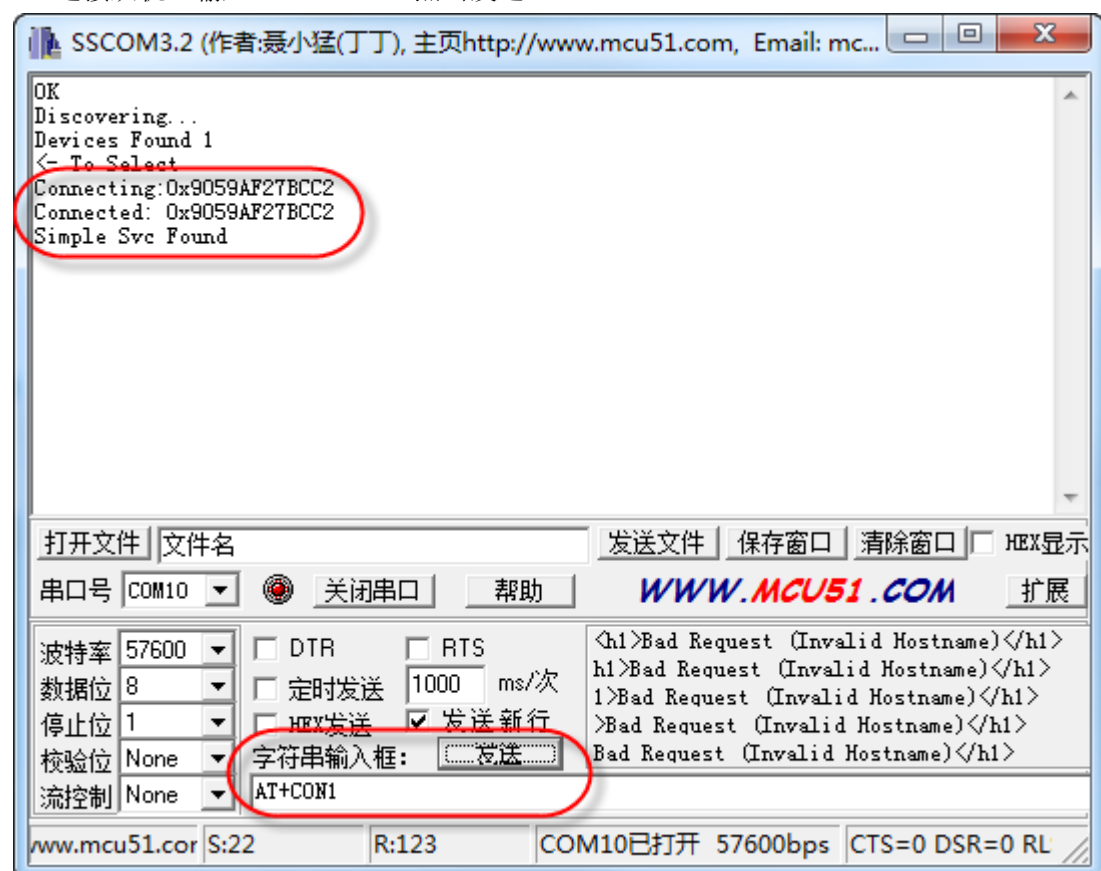 SSCOM3.2 (作者:聂小猛(丁丁), 主页http://www.mcu51.com, Email: mc...
OK
Discovering...
Devices Found 1
<- To Select
Connecting:0x9059AF27BCC2
Connected: 0x9059AF27BCC2
Simple Svc Found
打开文件 文件名 发送文件 保存窗口 清除窗口 HEX显示
串口号 COM10 关闭串口 帮助 WWW.MCU51.COM 扩展
波特率 57600 DTR RTS
数据位 8 定时发送 1000 ms/次
停止位 1 HEX发送 发送新行
校验位 None 字符串输入框: 发送
流控制 None AT+CON1
<h1>Bad Request (Invalid Hostname)</h1>
h1>Bad Request (Invalid Hostname)</h1>
1>Bad Request (Invalid Hostname)</h1>
>Bad Request (Invalid Hostname)</h1>
Bad Request (Invalid Hostname)</h1>
www.mcu51.cor S:22 R:123 COM10已打开 57600bps CTS=0 DSR=0 RL